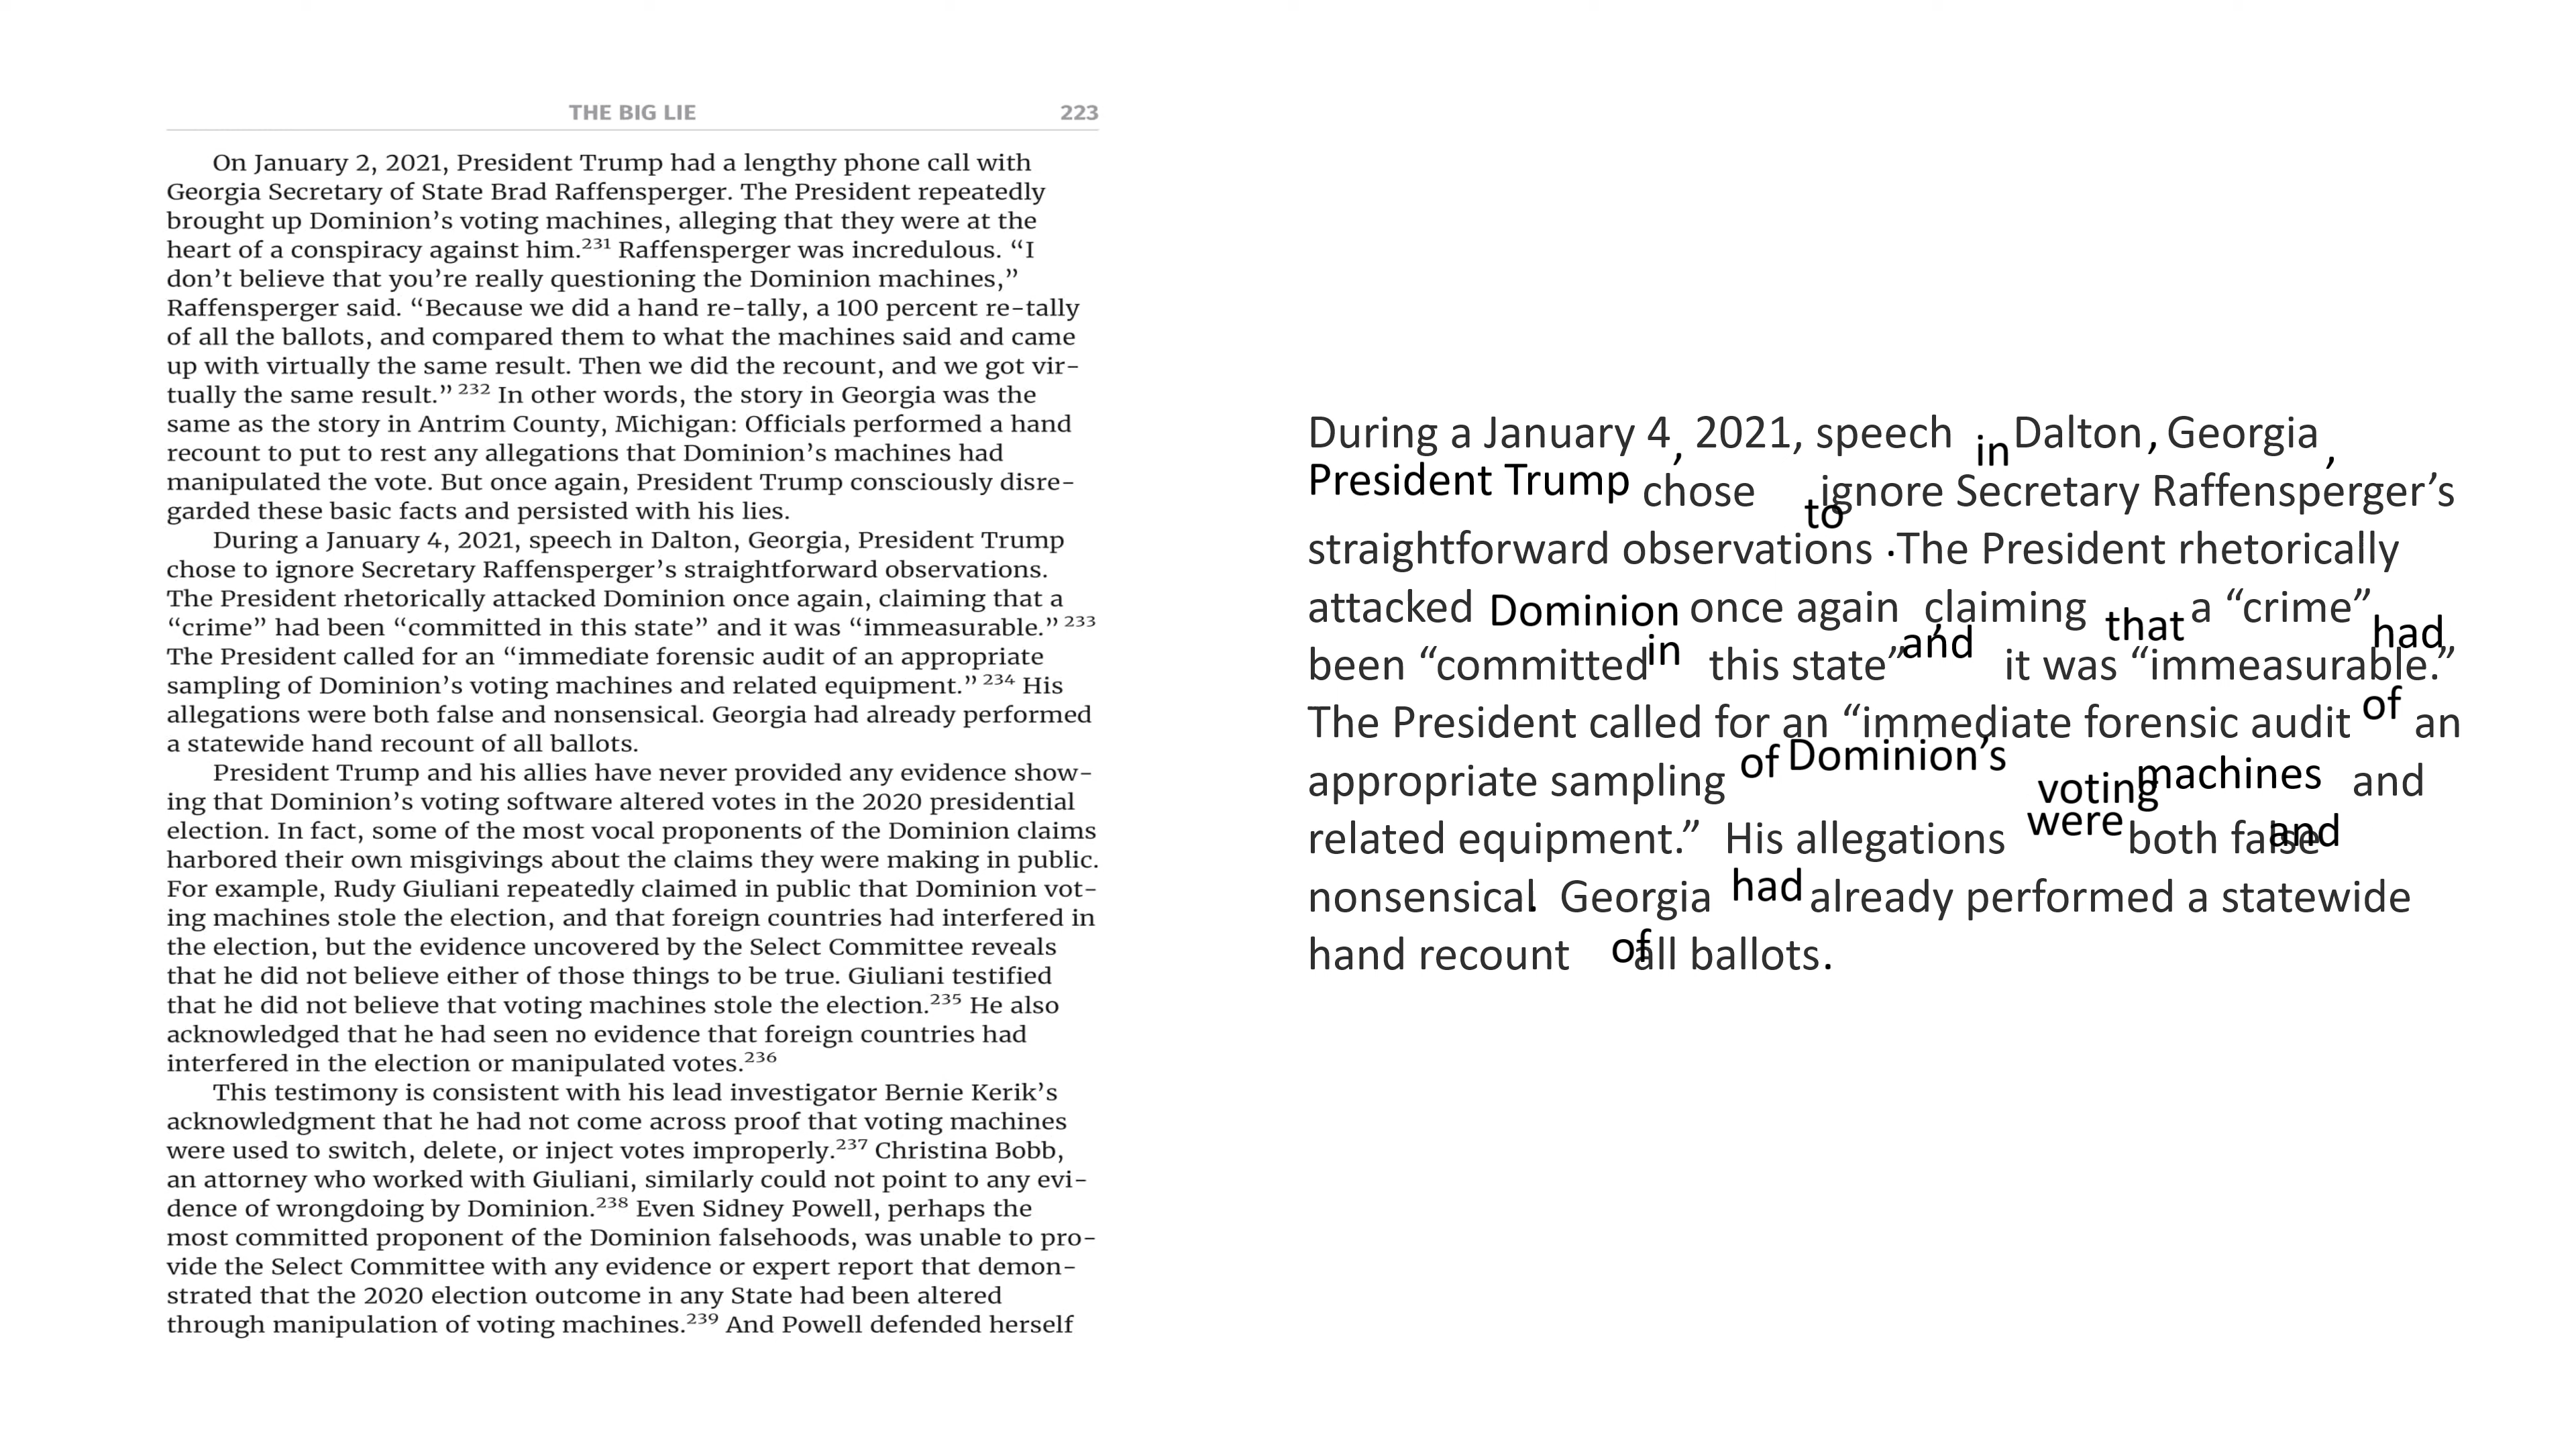 THE BIG LIE 223
On January 2, 2021, President Trump had a lengthy phone call with
Georgia Secretary of State Brad Raffensperger. The President repeatedly
brought up Dominion’s voting machines, alleging that they were at the
heart of a conspiracy against him.231 Raffensperger was incredulous. “I
don’t believe that you’re really questioning the Dominion machines,”
Raffensperger said. “Because we did a hand re-tally, a 100 percent re-tally
of all the ballots, and compared them to what the machines said and came
up with virtually the same result. Then we did the recount, and we got vir-
tually the same result.” 232 In other words, the story in Georgia was the
same as the story in Antrim County, Michigan: Officials performed a hand
recount to put to rest any allegations that Dominion’s machines had
manipulated the vote. But once again, President Trump consciously disre-
garded these basic facts and persisted with his lies.
During a January 4, 2021, speech in Dalton, Georgia, President Trump
chose to ignore Secretary Raffensperger’s straightforward observations.
The President rhetorically attacked Dominion once again, claiming that a
“crime” had been “committed in this state” and it was “immeasurable.” 233
The President called for an “immediate forensic audit of an appropriate
sampling of Dominion’s voting machines and related equipment.” 234 His
allegations were both false and nonsensical. Georgia had already performed
a statewide hand recount of all ballots.
President Trump and his allies have never provided any evidence show-
ing that Dominion’s voting software altered votes in the 2020 presidential
election. In fact, some of the most vocal proponents of the Dominion claims
harbored their own misgivings about the claims they were making in public.
For example, Rudy Giuliani repeatedly claimed in public that Dominion vot-
ing machines stole the election, and that foreign countries had interfered in
the election, but the evidence uncovered by the Select Committee reveals
that he did not believe either of those things to be true. Giuliani testified
that he did not believe that voting machines stole the election.235 He also
acknowledged that he had seen no evidence that foreign countries had
interfered in the election or manipulated votes.236
This testimony is consistent with his lead investigator Bernie Kerik’s
acknowledgment that he had not come across proof that voting machines
were used to switch, delete, or inject votes improperly.237 Christina Bobb,
an attorney who worked with Giuliani, similarly could not point to any evi-
dence of wrongdoing by Dominion.238 Even Sidney Powell, perhaps the
most committed proponent of the Dominion falsehoods, was unable to pro-
vide the Select Committee with any evidence or expert report that demon-
strated that the 2020 election outcome in any State had been altered
through manipulation of voting machines.239 And Powell defended herself
During a January 4, 2021, speech in Dalton, Georgia,
President Trump chose to ignore Secretary Raffensperger’s
straightforward observations. The President rhetorically
attacked Dominion once again, claiming that a “crime” had
been “committed in this state” and it was “immeasurable.”
The President called for an “immediate forensic audit of an
appropriate sampling of Dominion’s voting machines and
related equipment.” His allegations were both false and
nonsensical. Georgia had already performed a statewide
hand recount of all ballots.